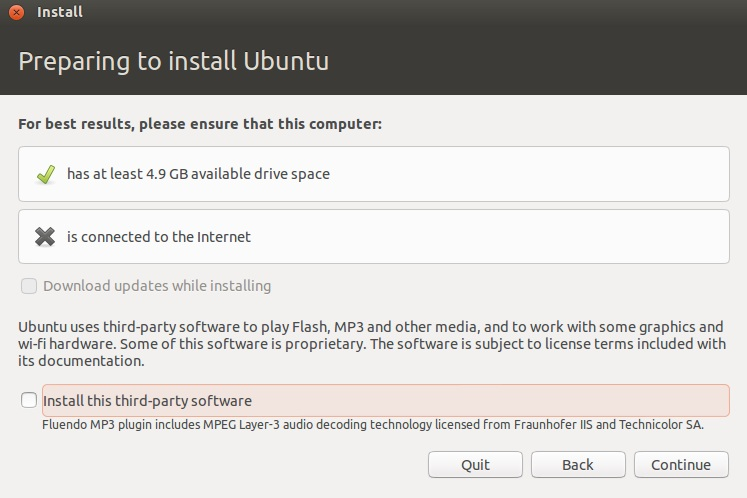 Install
Preparing to install Ubuntu
For best results, please ensure that this computer:
has at least 4.9 GB available drive space
is connected to the Internet
Download updates while installing
Ubuntu uses third-party software to play Flash, MP3 and other media, and to work with some graphics and
wi-fi hardware. Some of this software is proprietary. The software is subject to license terms included with
its documentation.
Install this third-party software
Fluendo MP3 plugin includes MPEG Layer-3 audio decoding technology licensed from Fraunhofer IIS and Technicolor SA.
Quit Back Continue